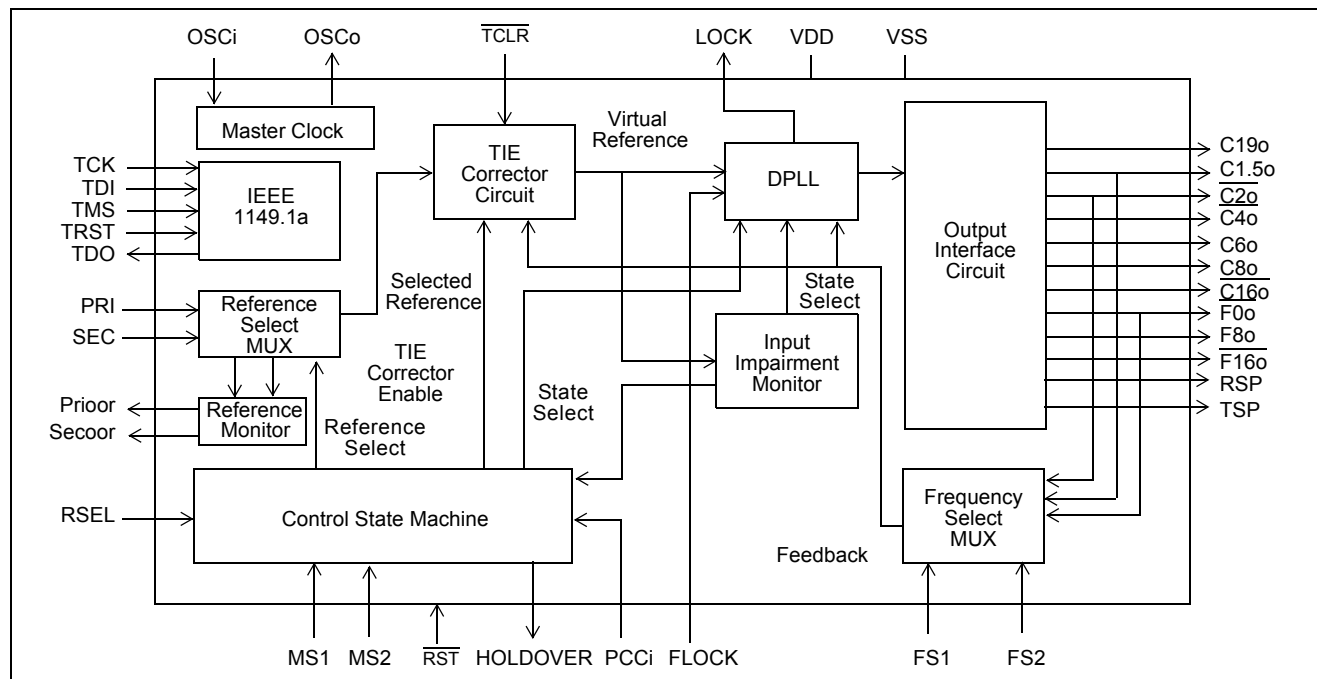 OSCi
OSCo
TCLR
LOCK
VDD
VSS
Master Clock
TIE
Corrector
Circuit
Virtual
Reference
DPLL
Output
Interface
Circuit
TCK
TDI
TMS
TRST
TDO
IEEE
1149.1a
C19o
C1.5o
C2o
C4o
C6o
C8o
C16o
F0o
F8o
F16o
RSP
TSP
PRI
SEC
Reference
Select
MUX
Selected
Reference
TIE
Corrector
Enable
State
Select
State
Select
Input
Impairment
Monitor
Prioor
Secoor
Reference
Monitor
Reference
Select
RSEL
Control State Machine
Frequency
Select
MUX
Feedback
MS1
MS2
RST
HOLDOVER
PCCi
FLOCK
FS1
FS2